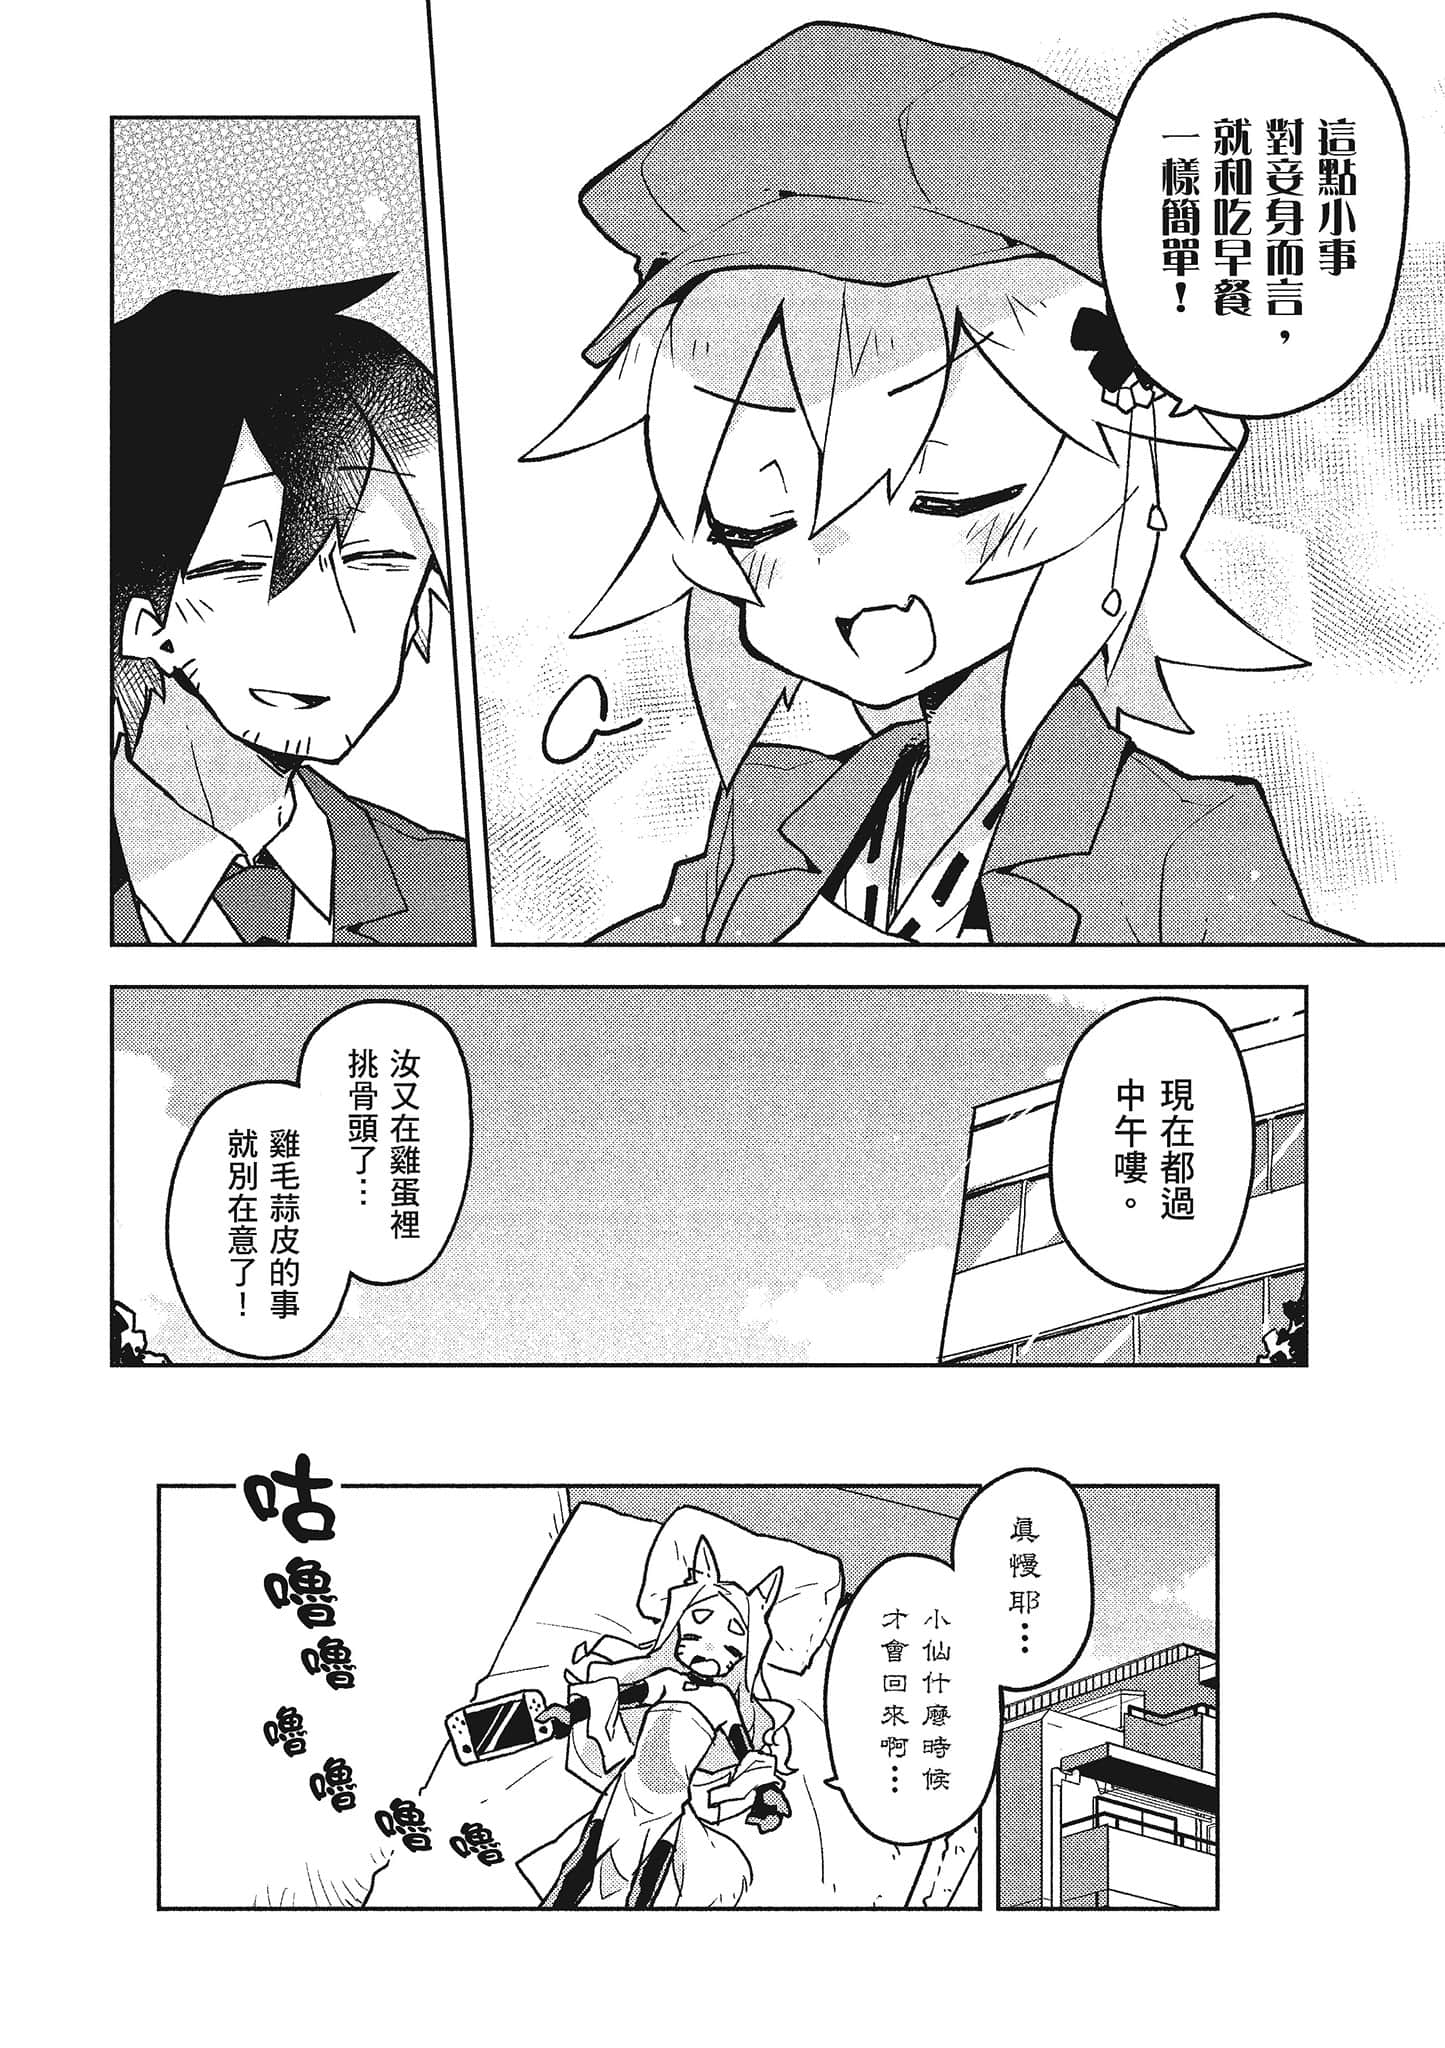 這點小事
對妾身而言，
就和吃早餐
一樣簡單！
現在都過
中午嘍。
汝又在雞蛋裡
挑骨頭了…
雞毛蒜皮的事
就別在意了！
真慢耶…
小仙什麼時候
才會回來啊…
咕
嚕
嚕
嚕
嚕
嚕
嚕